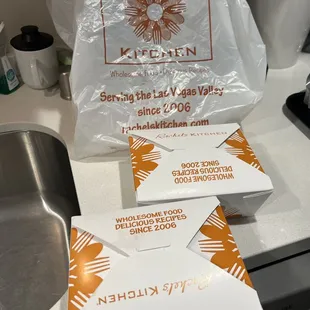 KITCHEN
Wholesome
Serving the Las Vegas Valley
since 2006
rachelskitchen.com
Rachel's KITCHEN
WHOLESOME FOOD
DELICIOUS RECIPES
SINCE 2006
WHOLESOME FOOD
DELICIOUS RECIPES
SINCE 2006
Rachel's KITCHEN